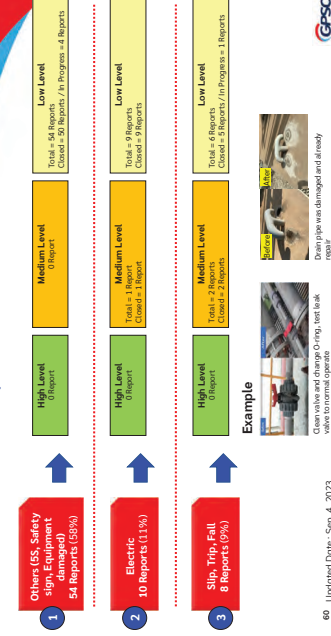 1
Others (5S, Safety
sign, Equipment
damaged)
54 Reports (58%)
High Level
0 Report
Medium Level
0 Report
Low Level
Total = 54 Reports
Closed = 50 Reports / In Progress = 4 Reports
2
Electric
10 Reports (11%)
High Level
0 Report
Medium Level
Total = 1 Report
Closed = 1 Report
Low Level
Total = 9 Reports
Closed = 9 Reports
3
Slip, Trip, Fall
8 Reports (9%)
High Level
0 Report
Medium Level
Total = 2 Reports
Closed = 2 Reports
Low Level
Total = 6 Reports
Closed = 5 Reports / In Progress = 1 Reports
Example
Before
After
Clean valve and change O-ring, test leak
valve to normal operate
Drain pipe was damaged and already
repair
60
Updated Date : Sep 4, 2023
GPSC